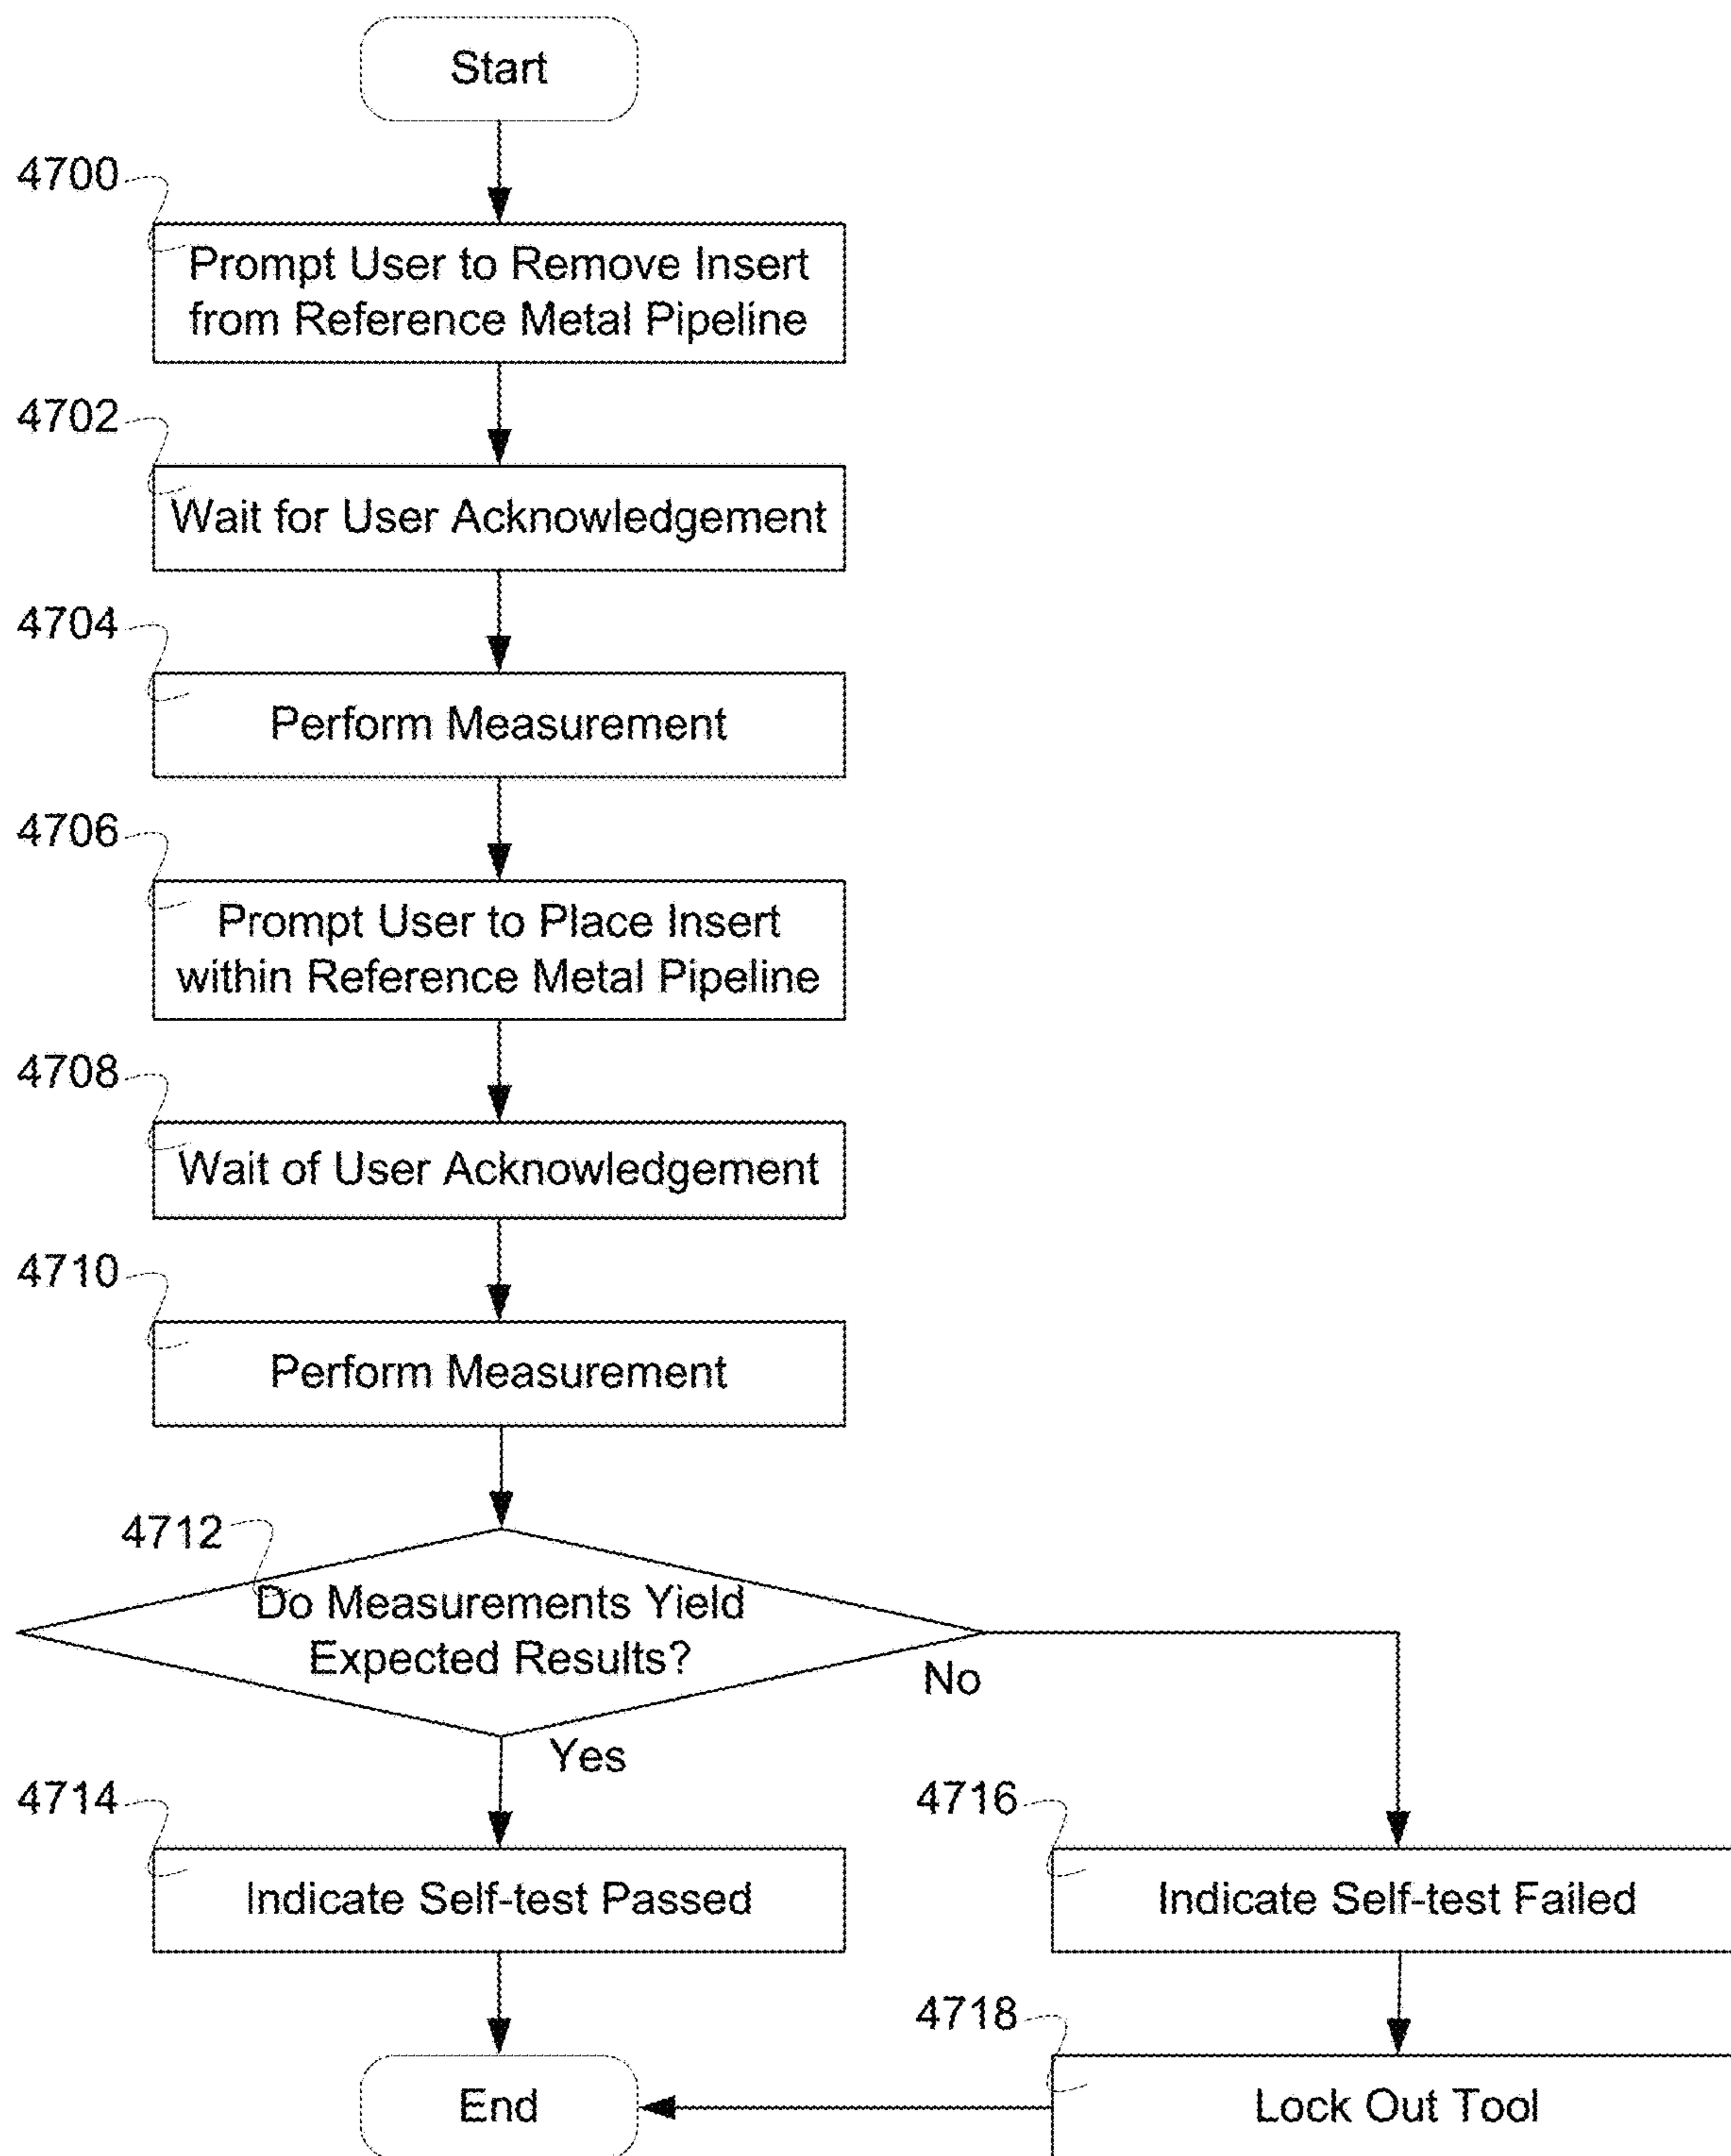 Start
4700
Prompt User to Remove Insert
from Reference Metal Pipeline
4702
Wait for User Acknowledgement
4704
Perform Measurement
4706
Prompt User to Place Insert
within Reference Metal Pipeline
4708
Wait of User Acknowledgement
4710
Perform Measurement
4712
Do Measurements Yield
Expected Results?
No
Yes
4714
Indicate Self-test Passed
4716
Indicate Self-test Failed
4718
End
Lock Out Tool